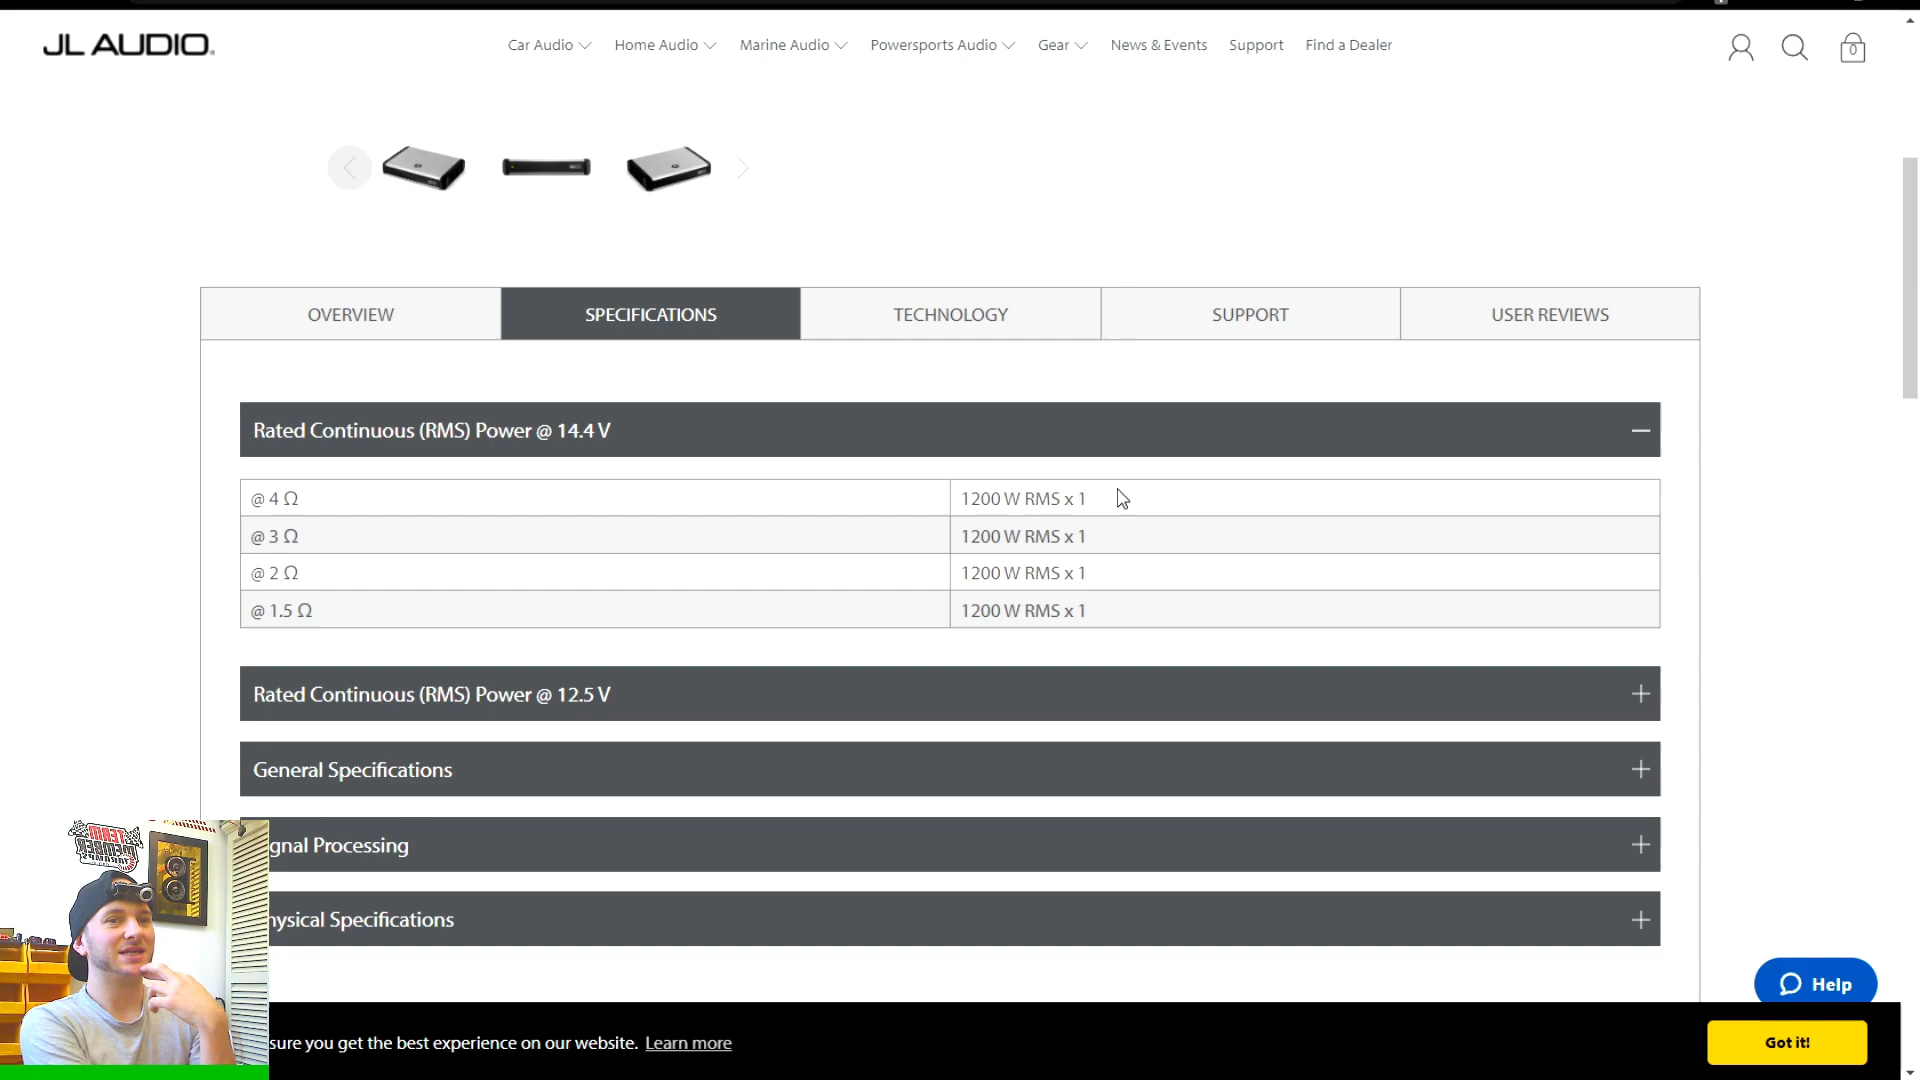 JL AUDIO
Car Audio
Home Audio
Marine Audio
Powersports Audio
Gear
News & Events
Support
Find a Dealer
0
OVERVIEW
SPECIFICATIONS
TECHNOLOGY
SUPPORT
USER REVIEWS
Rated Continuous (RMS) Power @ 14.4 V
@ 4 Ω 1200 W RMS x 1
@ 3 Ω 1200 W RMS x 1
@ 2 Ω 1200 W RMS x 1
@ 1.5 Ω 1200 W RMS x 1
Rated Continuous (RMS) Power @ 12.5 V
General Specifications
gnal Processing
hysical Specifications
TEAM
MEMBER
Help
sure you get the best experience on our website. Learn more
Got it!